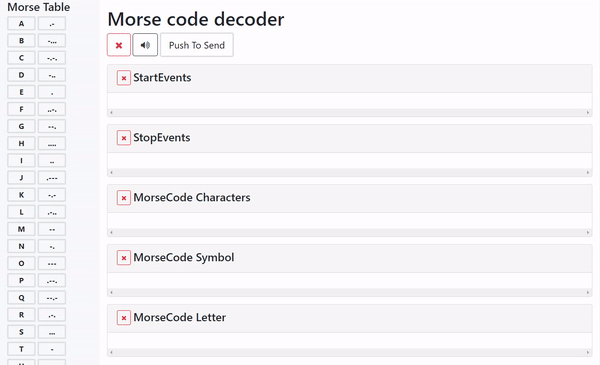 Morse Table
A .-
B -...
C -.-.
D -..
E .
F ..-.
G --.
H ....
I ..
J .---
K -.-
L .-..
M --
N -.
O ---
P .--.
Q --.-
R .-.
S ...
T -
Morse code decoder
Push To Send
StartEvents
StopEvents
MorseCode Characters
MorseCode Symbol
MorseCode Letter